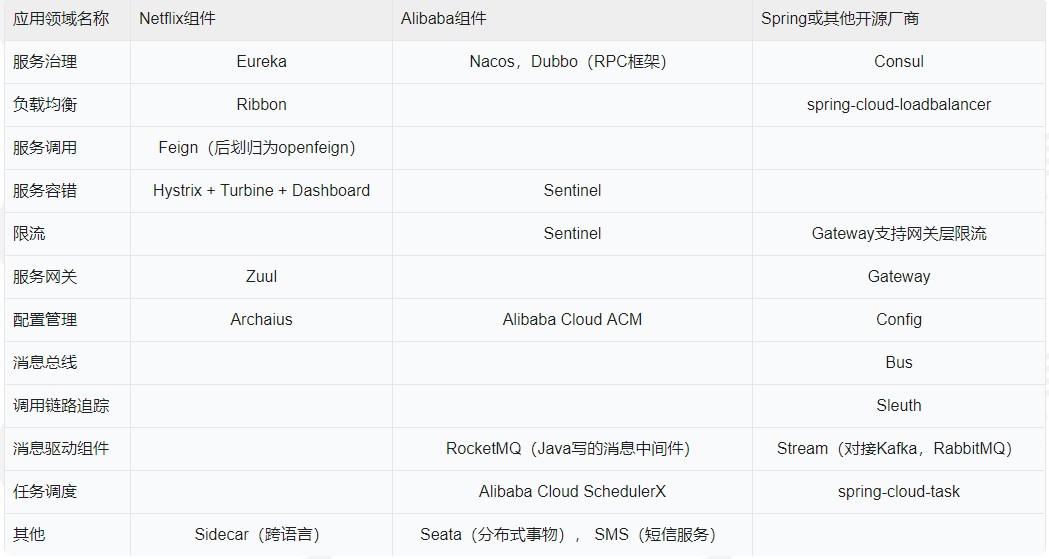 应用领域名称 Netflix组件 Alibaba组件 Spring或其他开源厂商
服务治理 Eureka Nacos，Dubbo（RPC框架） Consul
负载均衡 Ribbon spring-cloud-loadbalancer
服务调用 Feign（后划归为openfeign）
服务容错 Hystrix + Turbine + Dashboard Sentinel
限流 Sentinel Gateway支持网关层限流
服务网关 Zuul Gateway
配置管理 Archaius Alibaba Cloud ACM Config
消息总线 Bus
调用链路追踪 Sleuth
消息驱动组件 RocketMQ（Java写的消息中间件） Stream（对接Kafka，RabbitMQ）
任务调度 Alibaba Cloud SchedulerX spring-cloud-task
其他 Sidecar（跨语言） Seata（分布式事物）， SMS（短信服务）